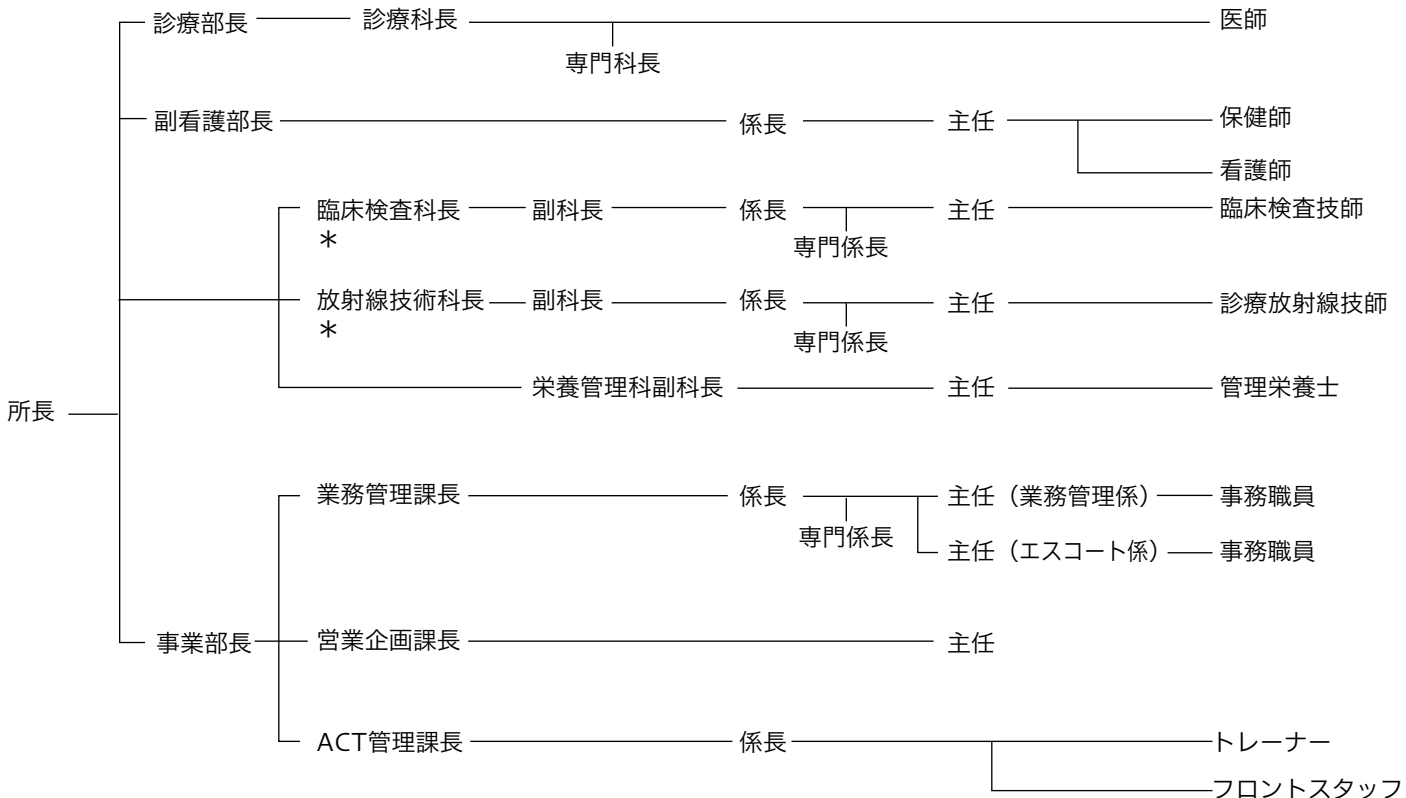 診療部長 診療科長 医師
専門科長
副看護部長 係長 主任 保健師
看護師
臨床検査科長 副科長 係長 主任 臨床検査技師
＊ 専門係長
放射線技術科長 副科長 係長 主任 診療放射線技師
＊ 専門係長
栄養管理科副科長 主任 管理栄養士
所長
業務管理課長 係長 主任（業務管理係） 事務職員
専門係長
主任（エスコート係） 事務職員
事業部長 営業企画課長 主任
ACT管理課長 係長 トレーナー
フロントスタッフ